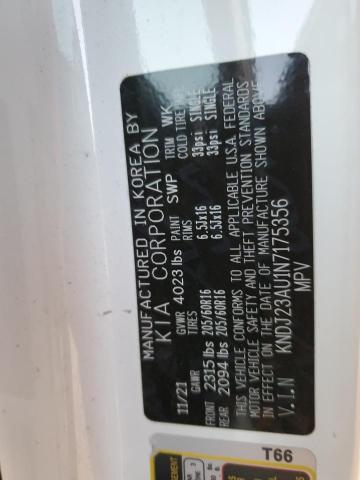 MANUFACTURED IN KOREA BY
KIA CORPORATION
11/21 GVWR 4023 lbs PAINT SWP TRIM WK
GAWR TIRES RIMS COLD TIRE
FRONT 2315 lbs 205/60R16 6.5Jx16 33psi SINGLE
REAR 2094 lbs 205/60R16 6.5Jx16 33psi SINGLE
THIS VEHICLE CONFORMS TO ALL APPLICABLE U.S.A. FEDERAL
MOTOR VEHICLE SAFETY AND THEFT PREVENTION STANDARDS
IN EFFECT ON THE DATE OF MANUFACTURE SHOWN ABOVE.
V.I.N KNDJ23AU1N7175356
MPV
T66